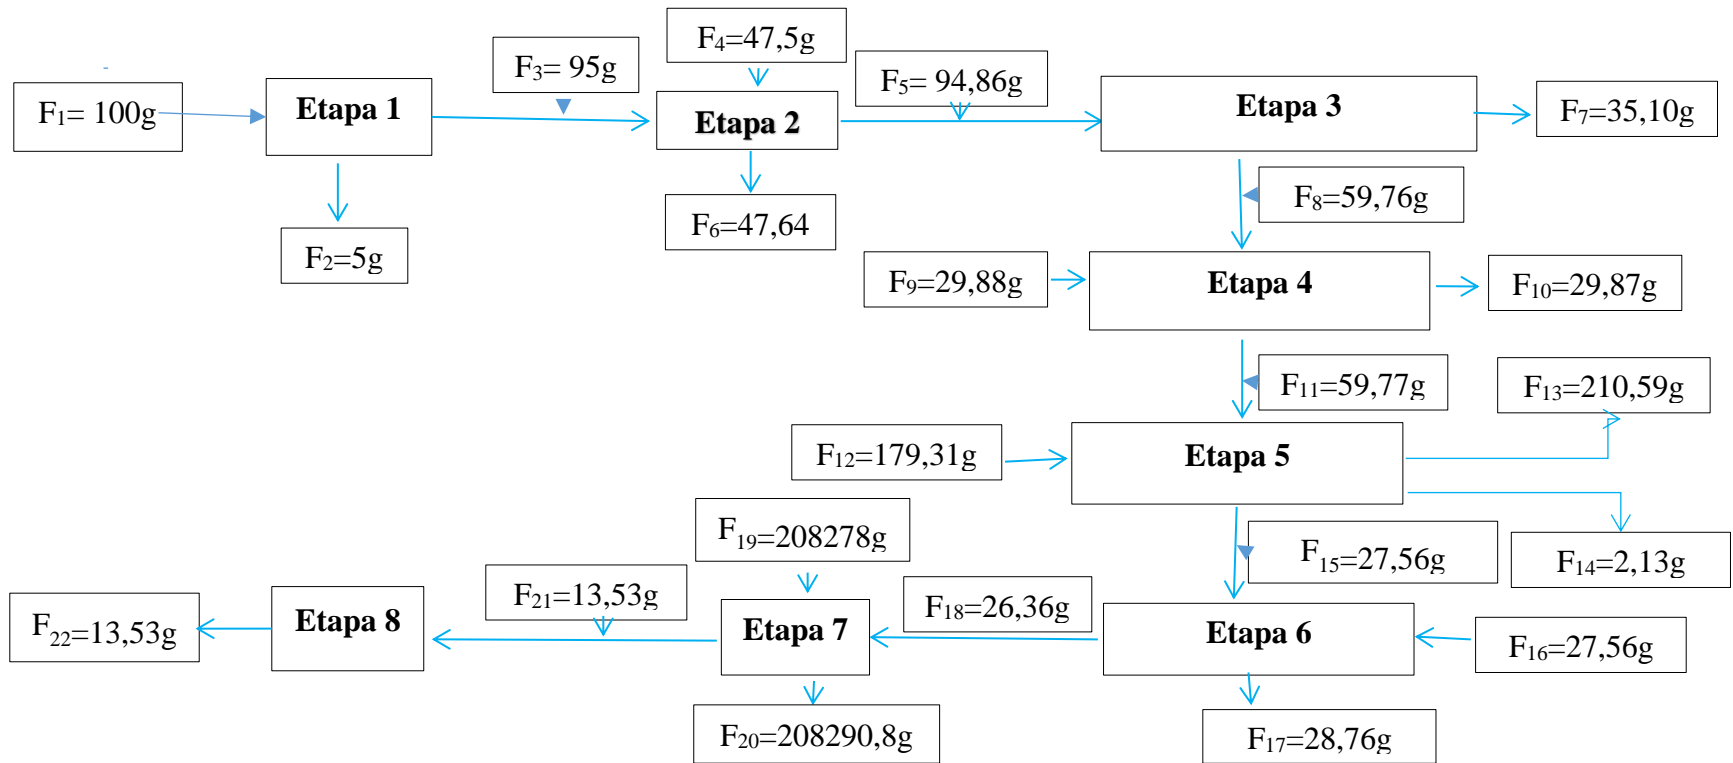 F₄=47,5g
F₃= 95g
F₅= 94,86g
F₁= 100g
Etapa 1
Etapa 2
Etapa 3
F₇=35,10g
F₈=59,76g
F₆=47,64
F₂=5g
F₉=29,88g
Etapa 4
F₁₀=29,87g
F₁₁=59,77g
F₁₃=210,59g
F₁₂=179,31g
Etapa 5
F₁₉=208278g
F₁₅=27,56g
F₁₄=2,13g
F₂₁=13,53g
F₁₈=26,36g
F₂₂=13,53g
Etapa 8
Etapa 7
Etapa 6
F₁₆=27,56g
F₂₀=208290,8g
F₁₇=28,76g